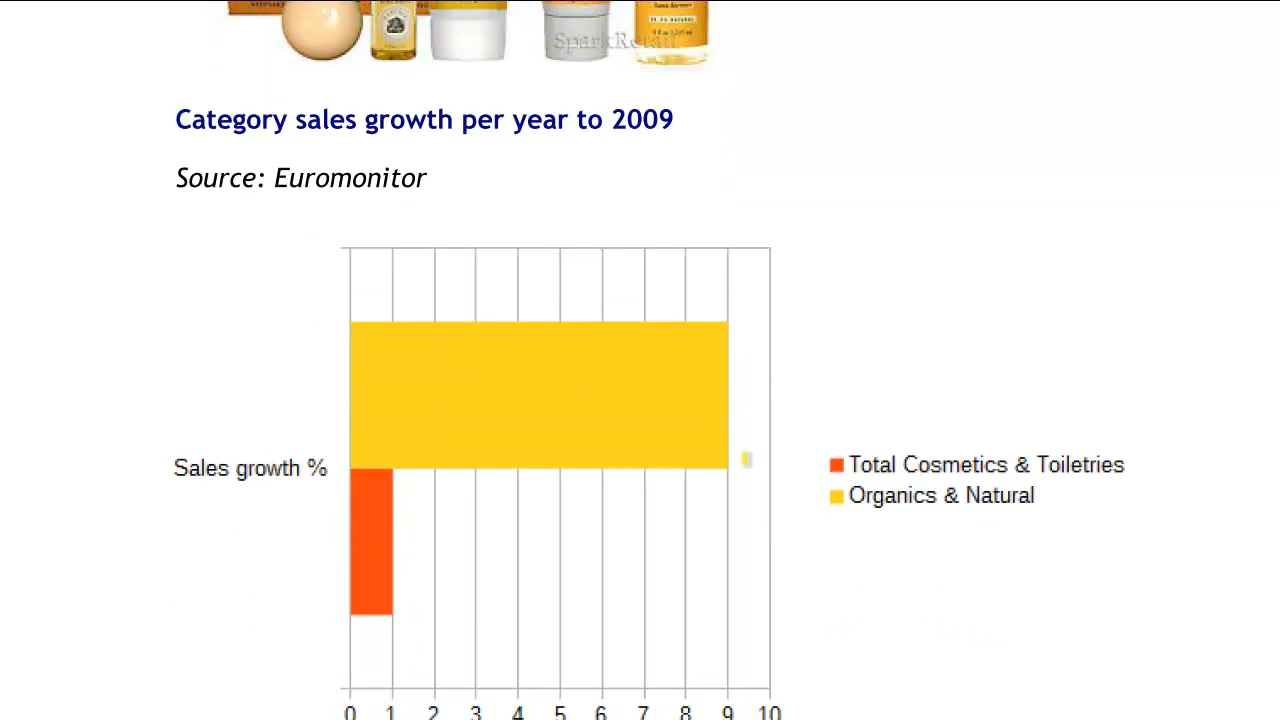 SparkRebel
Category sales growth per year to 2009
Source: Euromonitor
Sales growth %
Total Cosmetics & Toiletries
Organics & Natural
0 1 2 3 4 5 6 7 8 9 10